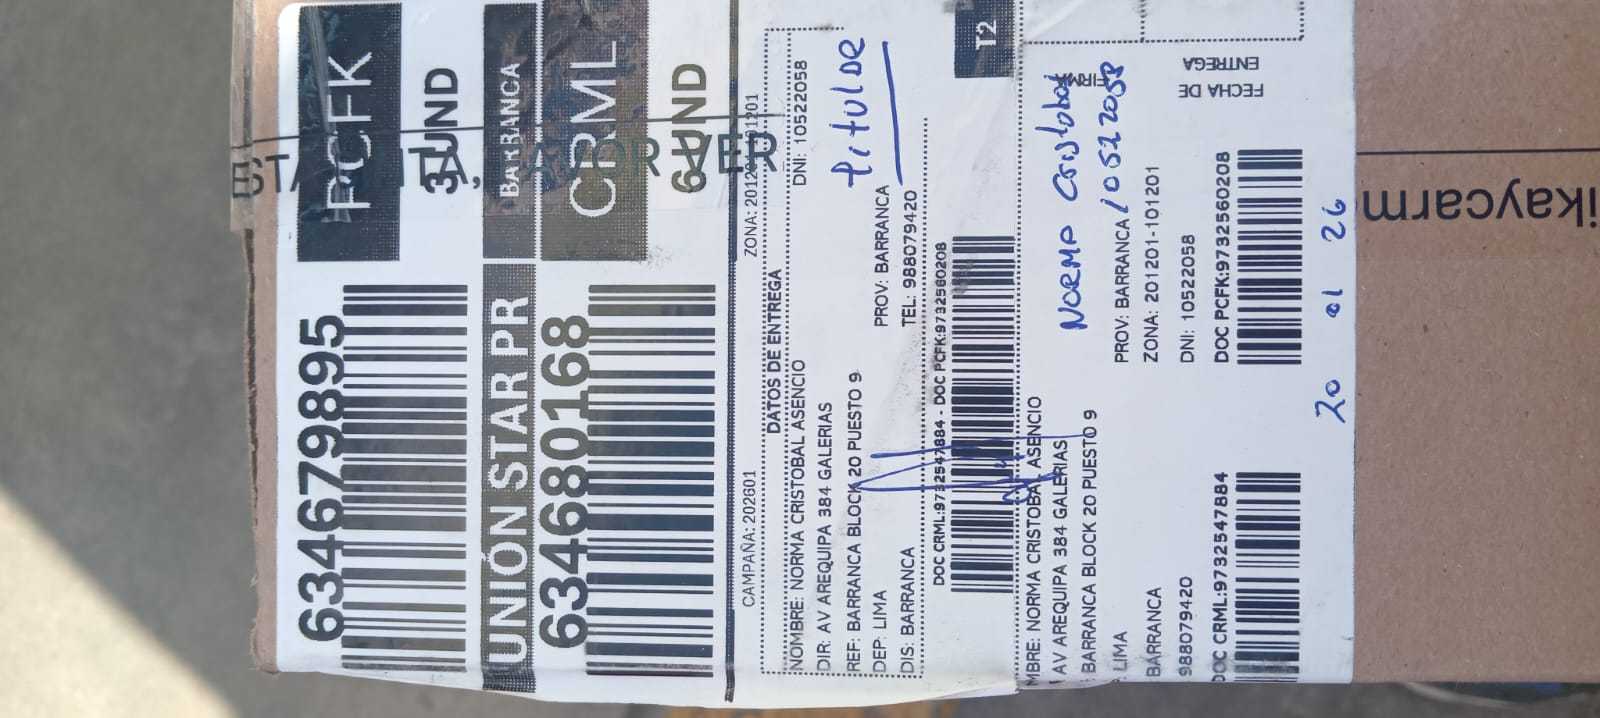 PCFK
3 UND
634679895
BARRANCA
UNIÓN STAR PR
CRML
6 UND
6346801 68
CAMPAÑA: 202601
DATOS DE ENTREGA
NOMBRE: NORMA CRISTOBAL ASENCIO
DNI: 10522058
DIR: AV AREQUIPA 384 GALERIAS
REF: BARRANCA BLOCK 20 PUESTO 9
DEP: LIMA
PROV: BARRANCA
DIS: BARRANCA
TEL: 988079420
titular
DOC CRML:9732547884 - DOC PCFK:9732560208
T2
MBRE: NORMA CRISTOBAL ASENCIO
AV AREQUIPA 384 GALERIAS
BARRANCA BLOCK 20 PUESTO 9
LIMA
PROV: BARRANCA
BARRANCA
ZONA: 201201-101201
988079420
DNI: 10522058
DOC CRML:9732547884
DOC PCFK:9732560208
FIRMA
Norma Cristobal
10522058
FECHA DE
ENTREGA
20 01 26
ikaycarm